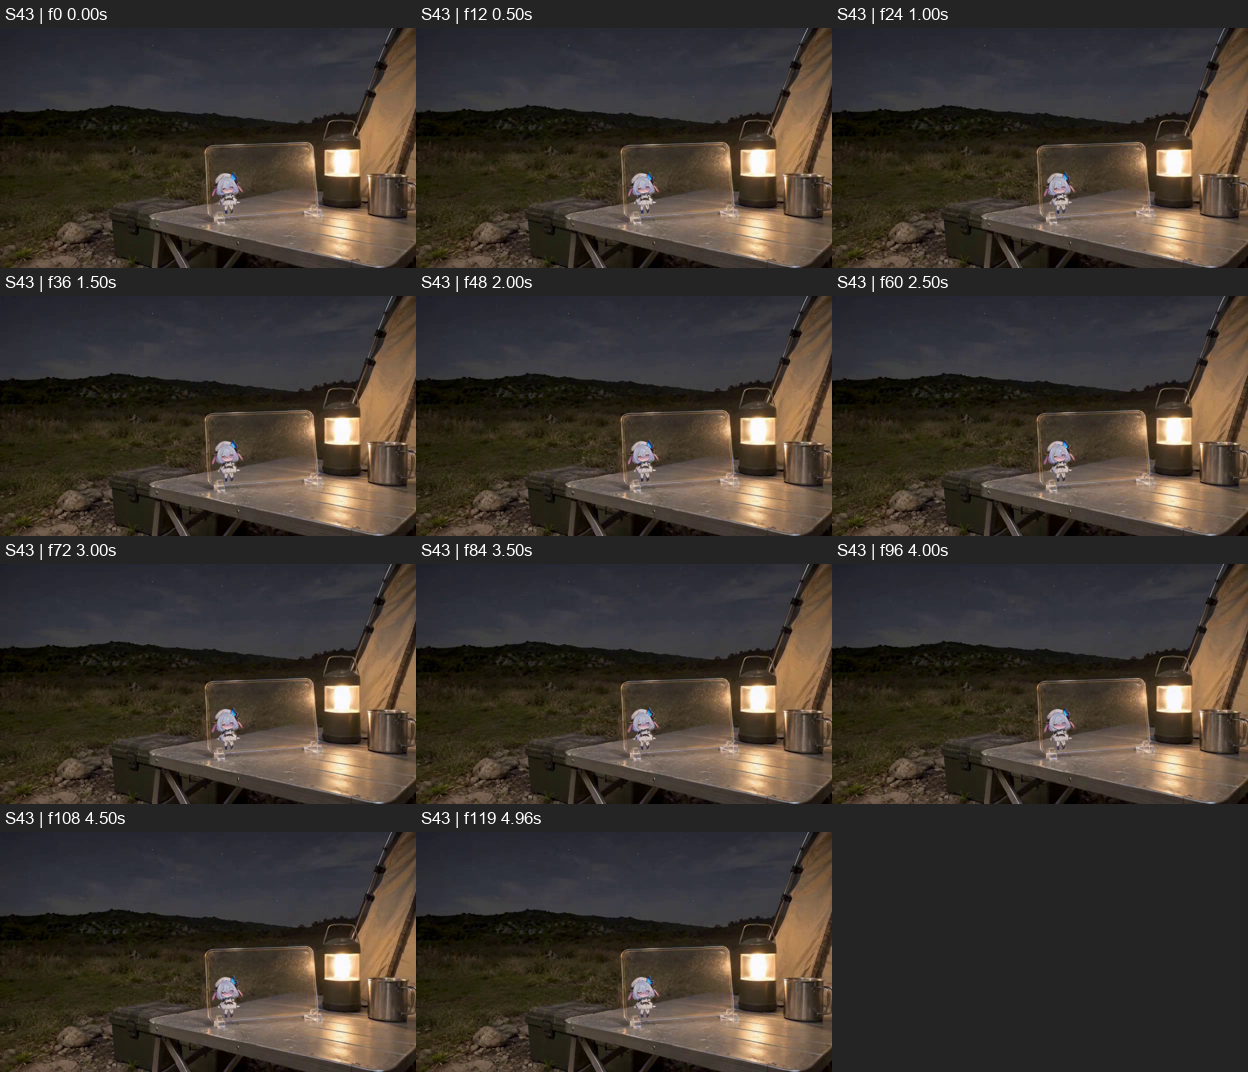 S43 | f0 0.00s
S43 | f12 0.50s
S43 | f24 1.00s
S43 | f36 1.50s
S43 | f48 2.00s
S43 | f60 2.50s
S43 | f72 3.00s
S43 | f84 3.50s
S43 | f96 4.00s
S43 | f108 4.50s
S43 | f119 4.96s